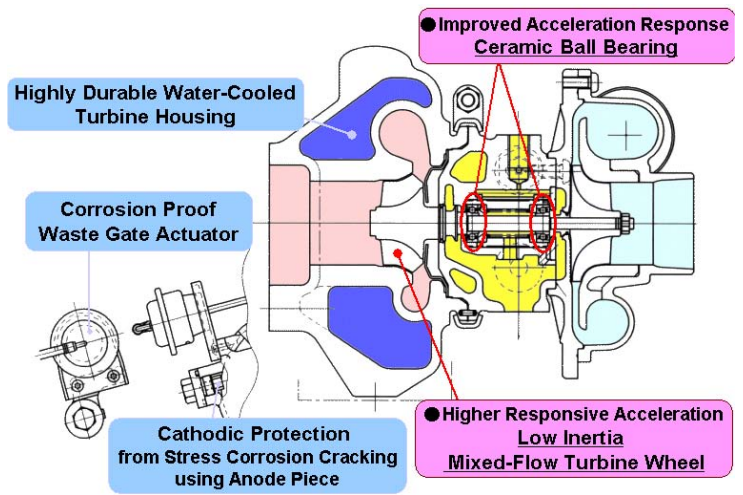 ●Improved Acceleration Response
Ceramic Ball Bearing
Highly Durable Water-Cooled
Turbine Housing
Corrosion Proof
Waste Gate Actuator
●Higher Responsive Acceleration
Low Inertia
Mixed-Flow Turbine Wheel
Cathodic Protection
from Stress Corrosion Cracking
using Anode Piece